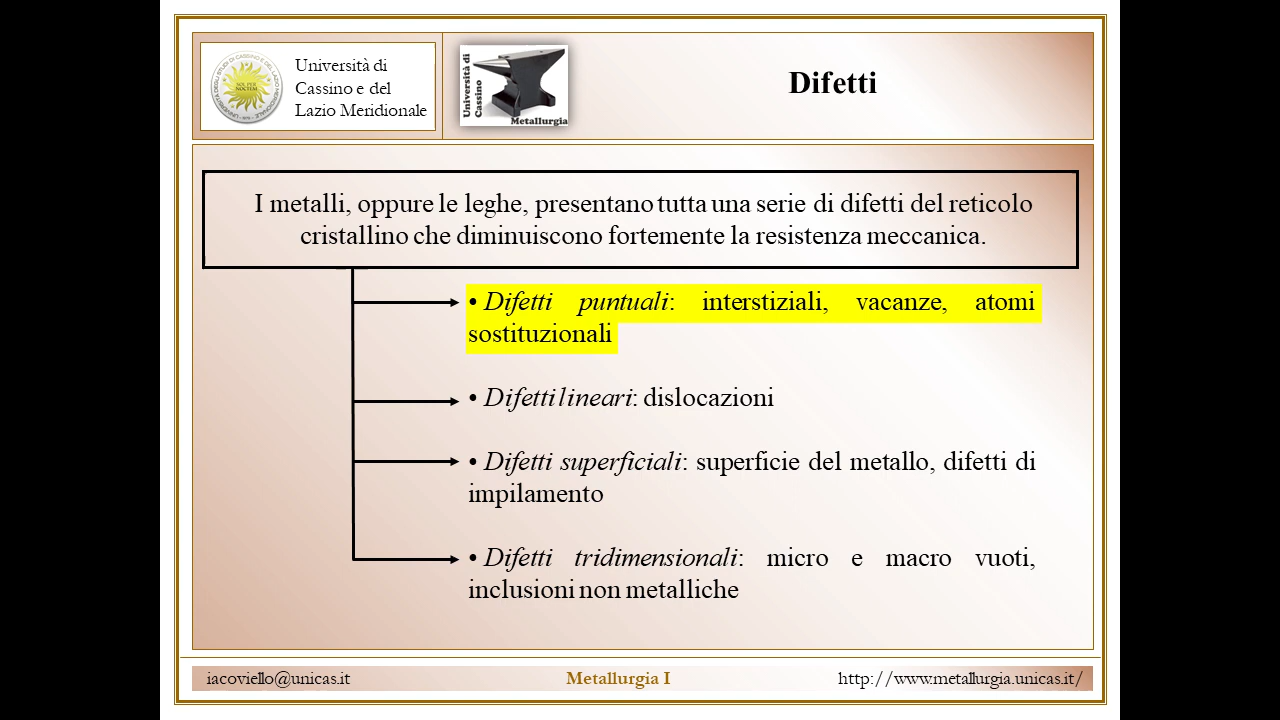 Università di
Cassino e del
Lazio Meridionale
Università di
Cassino
Metallurgia
Difetti
I metalli, oppure le leghe, presentano tutta una serie di difetti del reticolo
cristallino che diminuiscono fortemente la resistenza meccanica.
• Difetti puntuali: interstiziali, vacanze, atomi
sostituzionali
• Difetti lineari: dislocazioni
• Difetti superficiali: superficie del metallo, difetti di
impilamento
• Difetti tridimensionali: micro e macro vuoti,
inclusioni non metalliche
iacoviello@unicas.it
Metallurgia I
http://www.metallurgia.unicas.it/